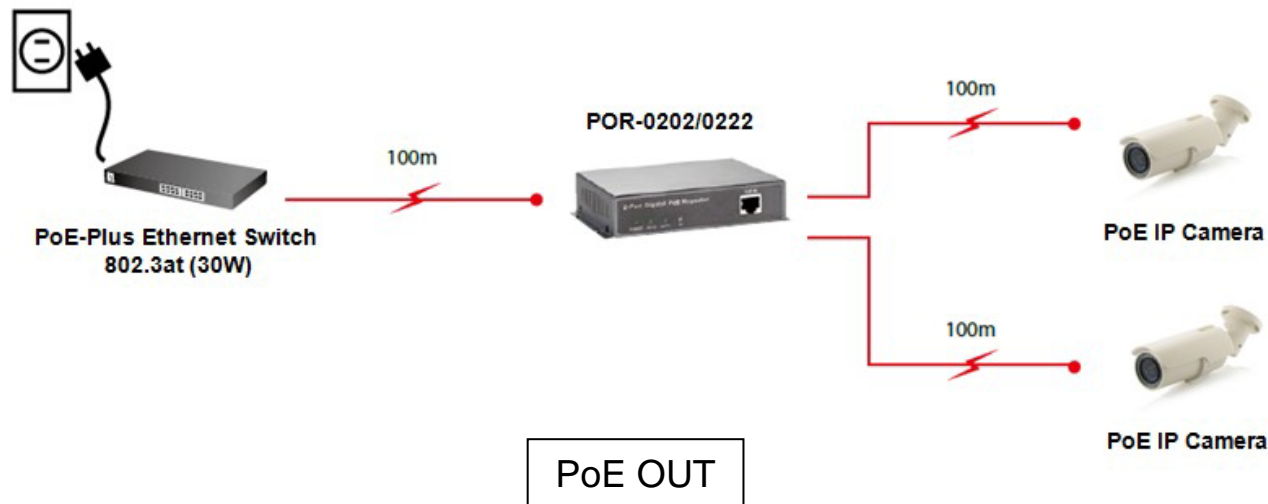 100m
POR-0202/0222
100m
PoE-Plus Ethernet Switch
802.3at (30W)
PoE IP Camera
100m
PoE IP Camera
PoE OUT